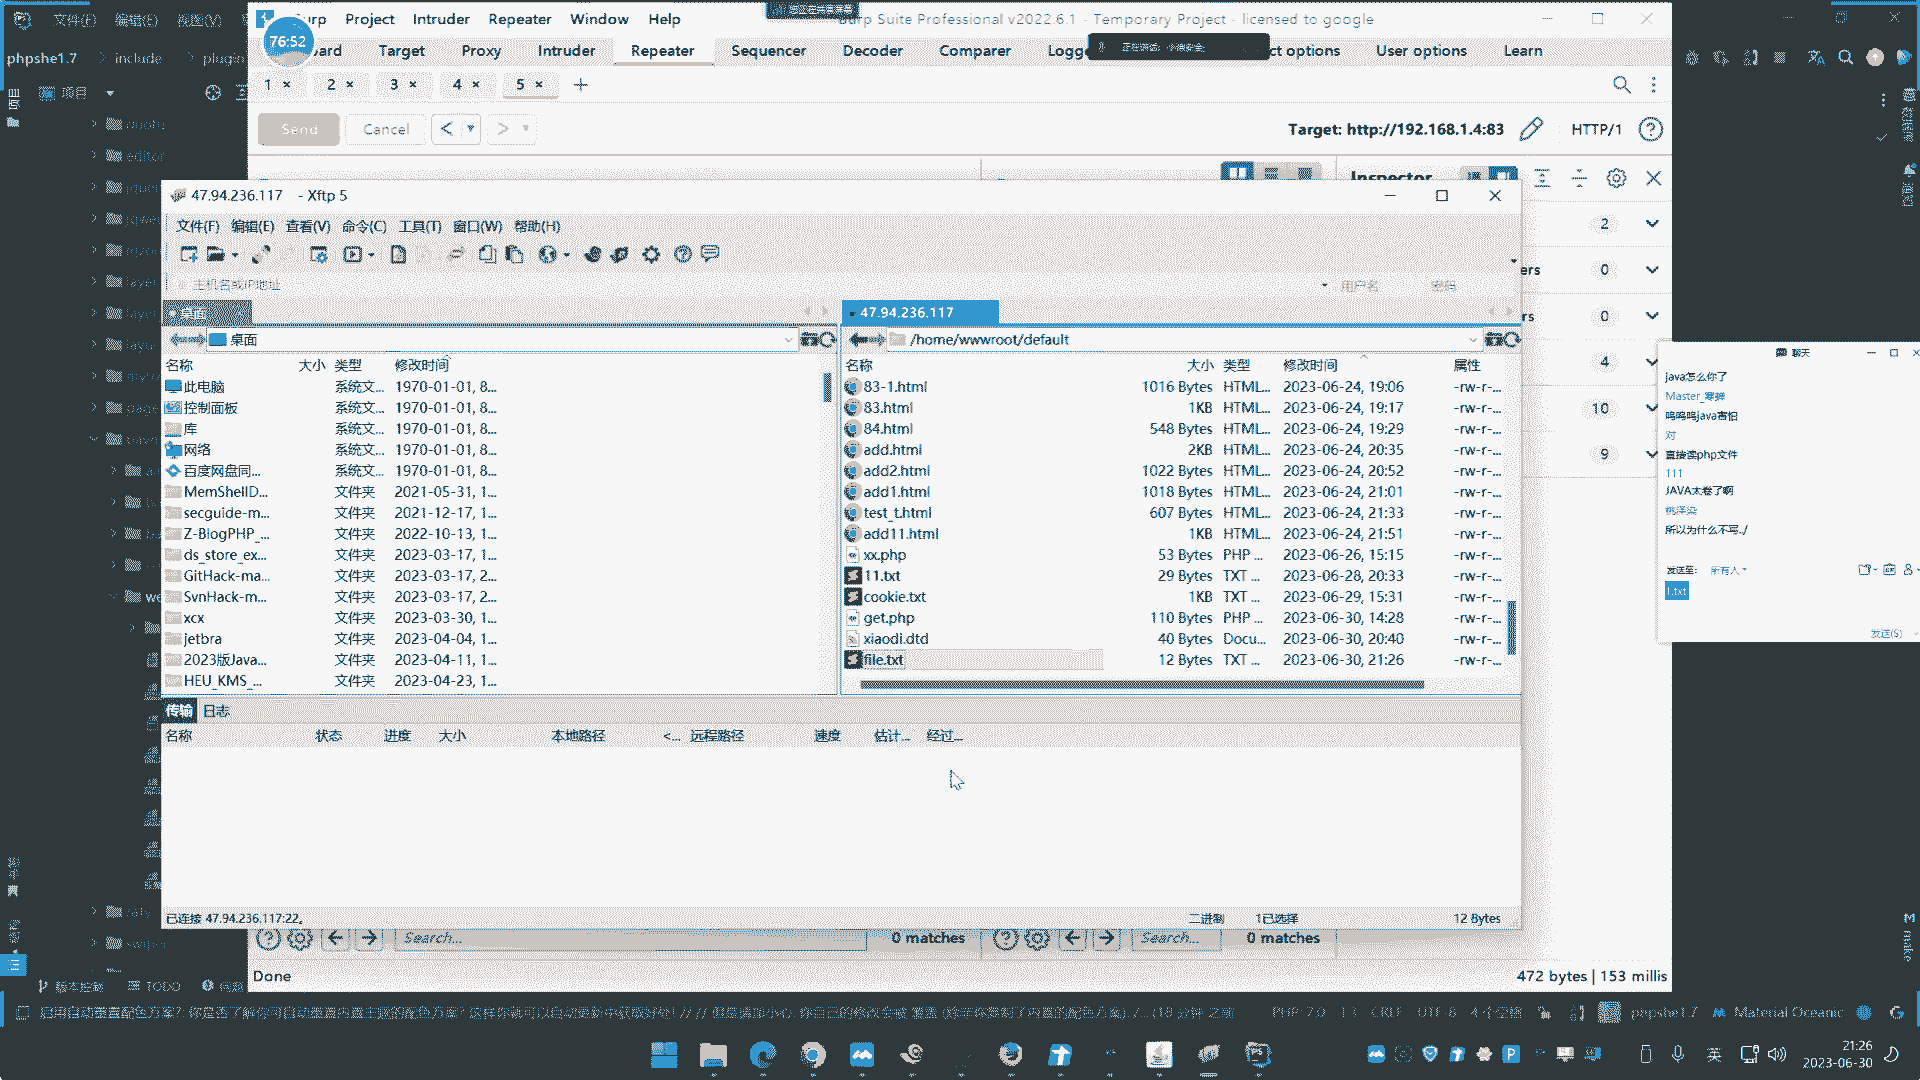 文件(F) 编辑(E) 视图(V)
Burp Project Intruder Repeater Window Help
Burp Suite Professional v2022.6.1 - Temporary Project - licensed to google
76:52
Target Proxy Intruder Repeater Sequencer Decoder Comparer
User options Learn
phpshe1.7 include plugin
项目
1 × 2 × 3 × 4 × 5 × +
Send Cancel < >
Target: http://192.168.1.4:83 HTTP/1
editor
Inspector
47.94.236.117 - Xftp 5
文件(F) 编辑(E) 查看(V) 命令(C) 工具(T) 窗口(W) 帮助(H)
主机名或IP地址 用户名 密码
桌面
47.94.236.117
桌面
/home/wwwroot/default
名称 大小 类型 修改时间
此电脑 系统文... 1970-01-01, 8...
控制面板 系统文... 1970-01-01, 8...
库 系统文... 1970-01-01, 8...
网络 系统文... 1970-01-01, 8...
百度网盘同... 系统文... 1970-01-01, 8...
MemShellD... 文件夹 2021-05-31, 1...
secguide-m... 文件夹 2021-12-17, 1...
Z-BlogPHP_... 文件夹 2022-10-13, 1...
ds_store_ex... 文件夹 2023-03-17, 1...
GitHack-ma... 文件夹 2023-03-17, 2...
SvnHack-m... 文件夹 2023-03-17, 2...
xcx 文件夹 2023-03-30, 1...
jetbra 文件夹 2023-04-04, 1...
2023版Java... 文件夹 2023-04-11, 1...
HEU_KMS_... 文件夹 2023-04-23, 1...
名称 大小 类型 修改时间 属性
83-1.html 1016 Bytes HTML... 2023-06-24, 19:06 -rw-r-...
83.html 1KB HTML... 2023-06-24, 19:17 -rw-r-...
84.html 548 Bytes HTML... 2023-06-24, 19:29 -rw-r-...
add.html 2KB HTML... 2023-06-24, 20:35 -rw-r-...
add2.html 1022 Bytes HTML... 2023-06-24, 20:52 -rw-r-...
add1.html 1018 Bytes HTML... 2023-06-24, 21:01 -rw-r-...
test_t.html 607 Bytes HTML... 2023-06-24, 21:33 -rw-r-...
add11.html 1KB HTML... 2023-06-24, 21:51 -rw-r-...
xx.php 53 Bytes PHP ... 2023-06-26, 15:15 -rw-r-...
11.txt 29 Bytes TXT ... 2023-06-28, 20:33 -rw-r-...
cookie.txt 1KB TXT ... 2023-06-29, 15:31 -rw-r-...
get.php 110 Bytes PHP ... 2023-06-30, 14:28 -rw-r-...
xiaodi.dtd 40 Bytes Docu... 2023-06-30, 20:40 -rw-r-...
file.txt 12 Bytes TXT ... 2023-06-30, 21:26 -rw-r-...
2
ers 0
rs 0
4
10
9
聊天
java怎么你了
Master_寒蝉
呜呜呜java害怕
对
直接读php文件
111
JAVA太卷了啊
所以为什么不写./
发送至: 所有人
1.txt
发送(S)
传输 日志
名称 状态 进度 大小 本地路径 <... 远程路径 速度 估计... 经过...
已连接 47.94.236.117:22。 二进制 1已选择 12 Bytes
Search... 0 matches Search... 0 matches
Done 472 bytes | 153 millis
版本控制 TODO 问题
PHP: 7.0 1:1 CRLF UTF-8 4个空格 phpshe1.7 Material Oceanic
英 21:26
2023-06-30